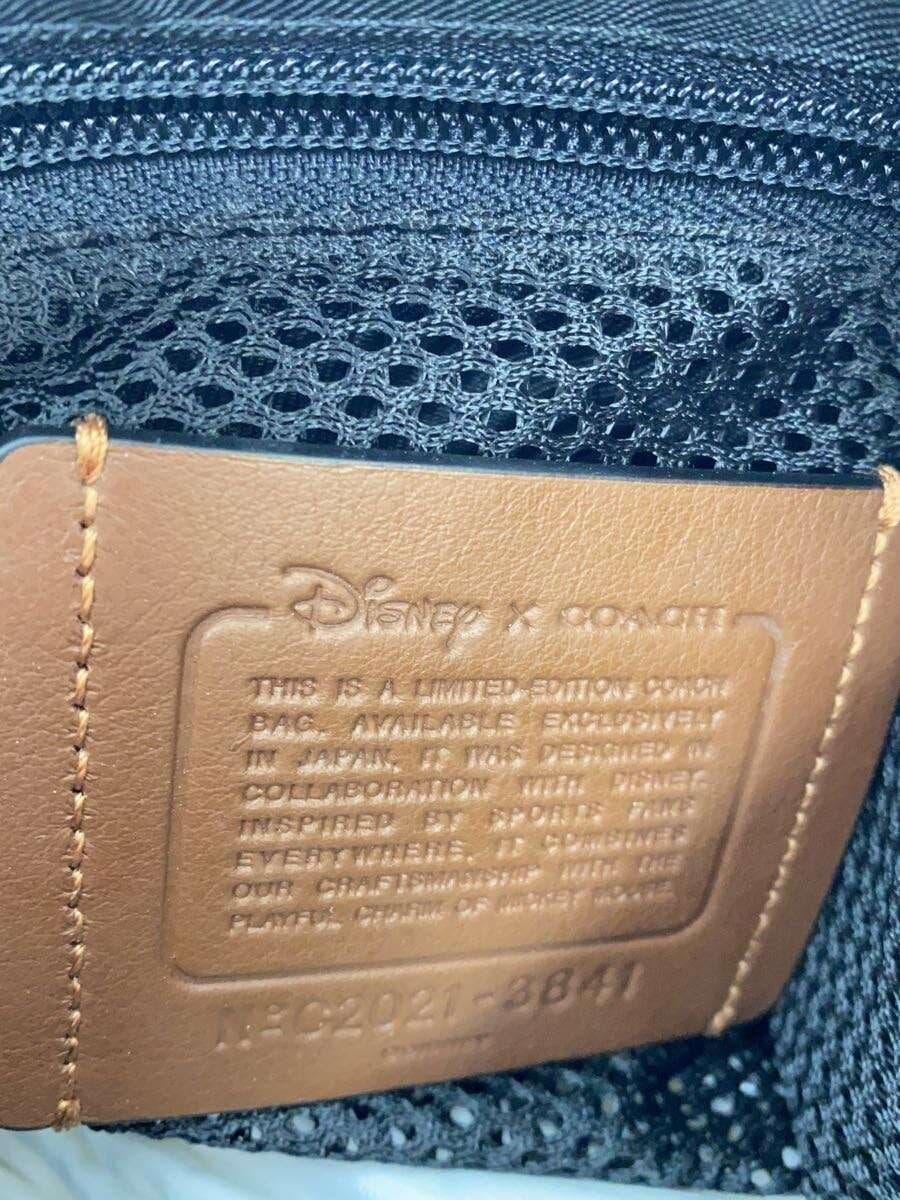 Disney X COACH
THIS IS A LIMITED-EDITION COACH
BAG. AVAILABLE EXCLUSIVELY
IN JAPAN. IT WAS DESIGNED IN
COLLABORATION WITH DISNEY.
INSPIRED BY SPORTS FANS
EVERYWHERE, IT COMBINES
OUR CRAFTSMANSHIP WITH THE
PLAYFUL CHARM OF MICKEY MOUSE.
Nº C2021-3841